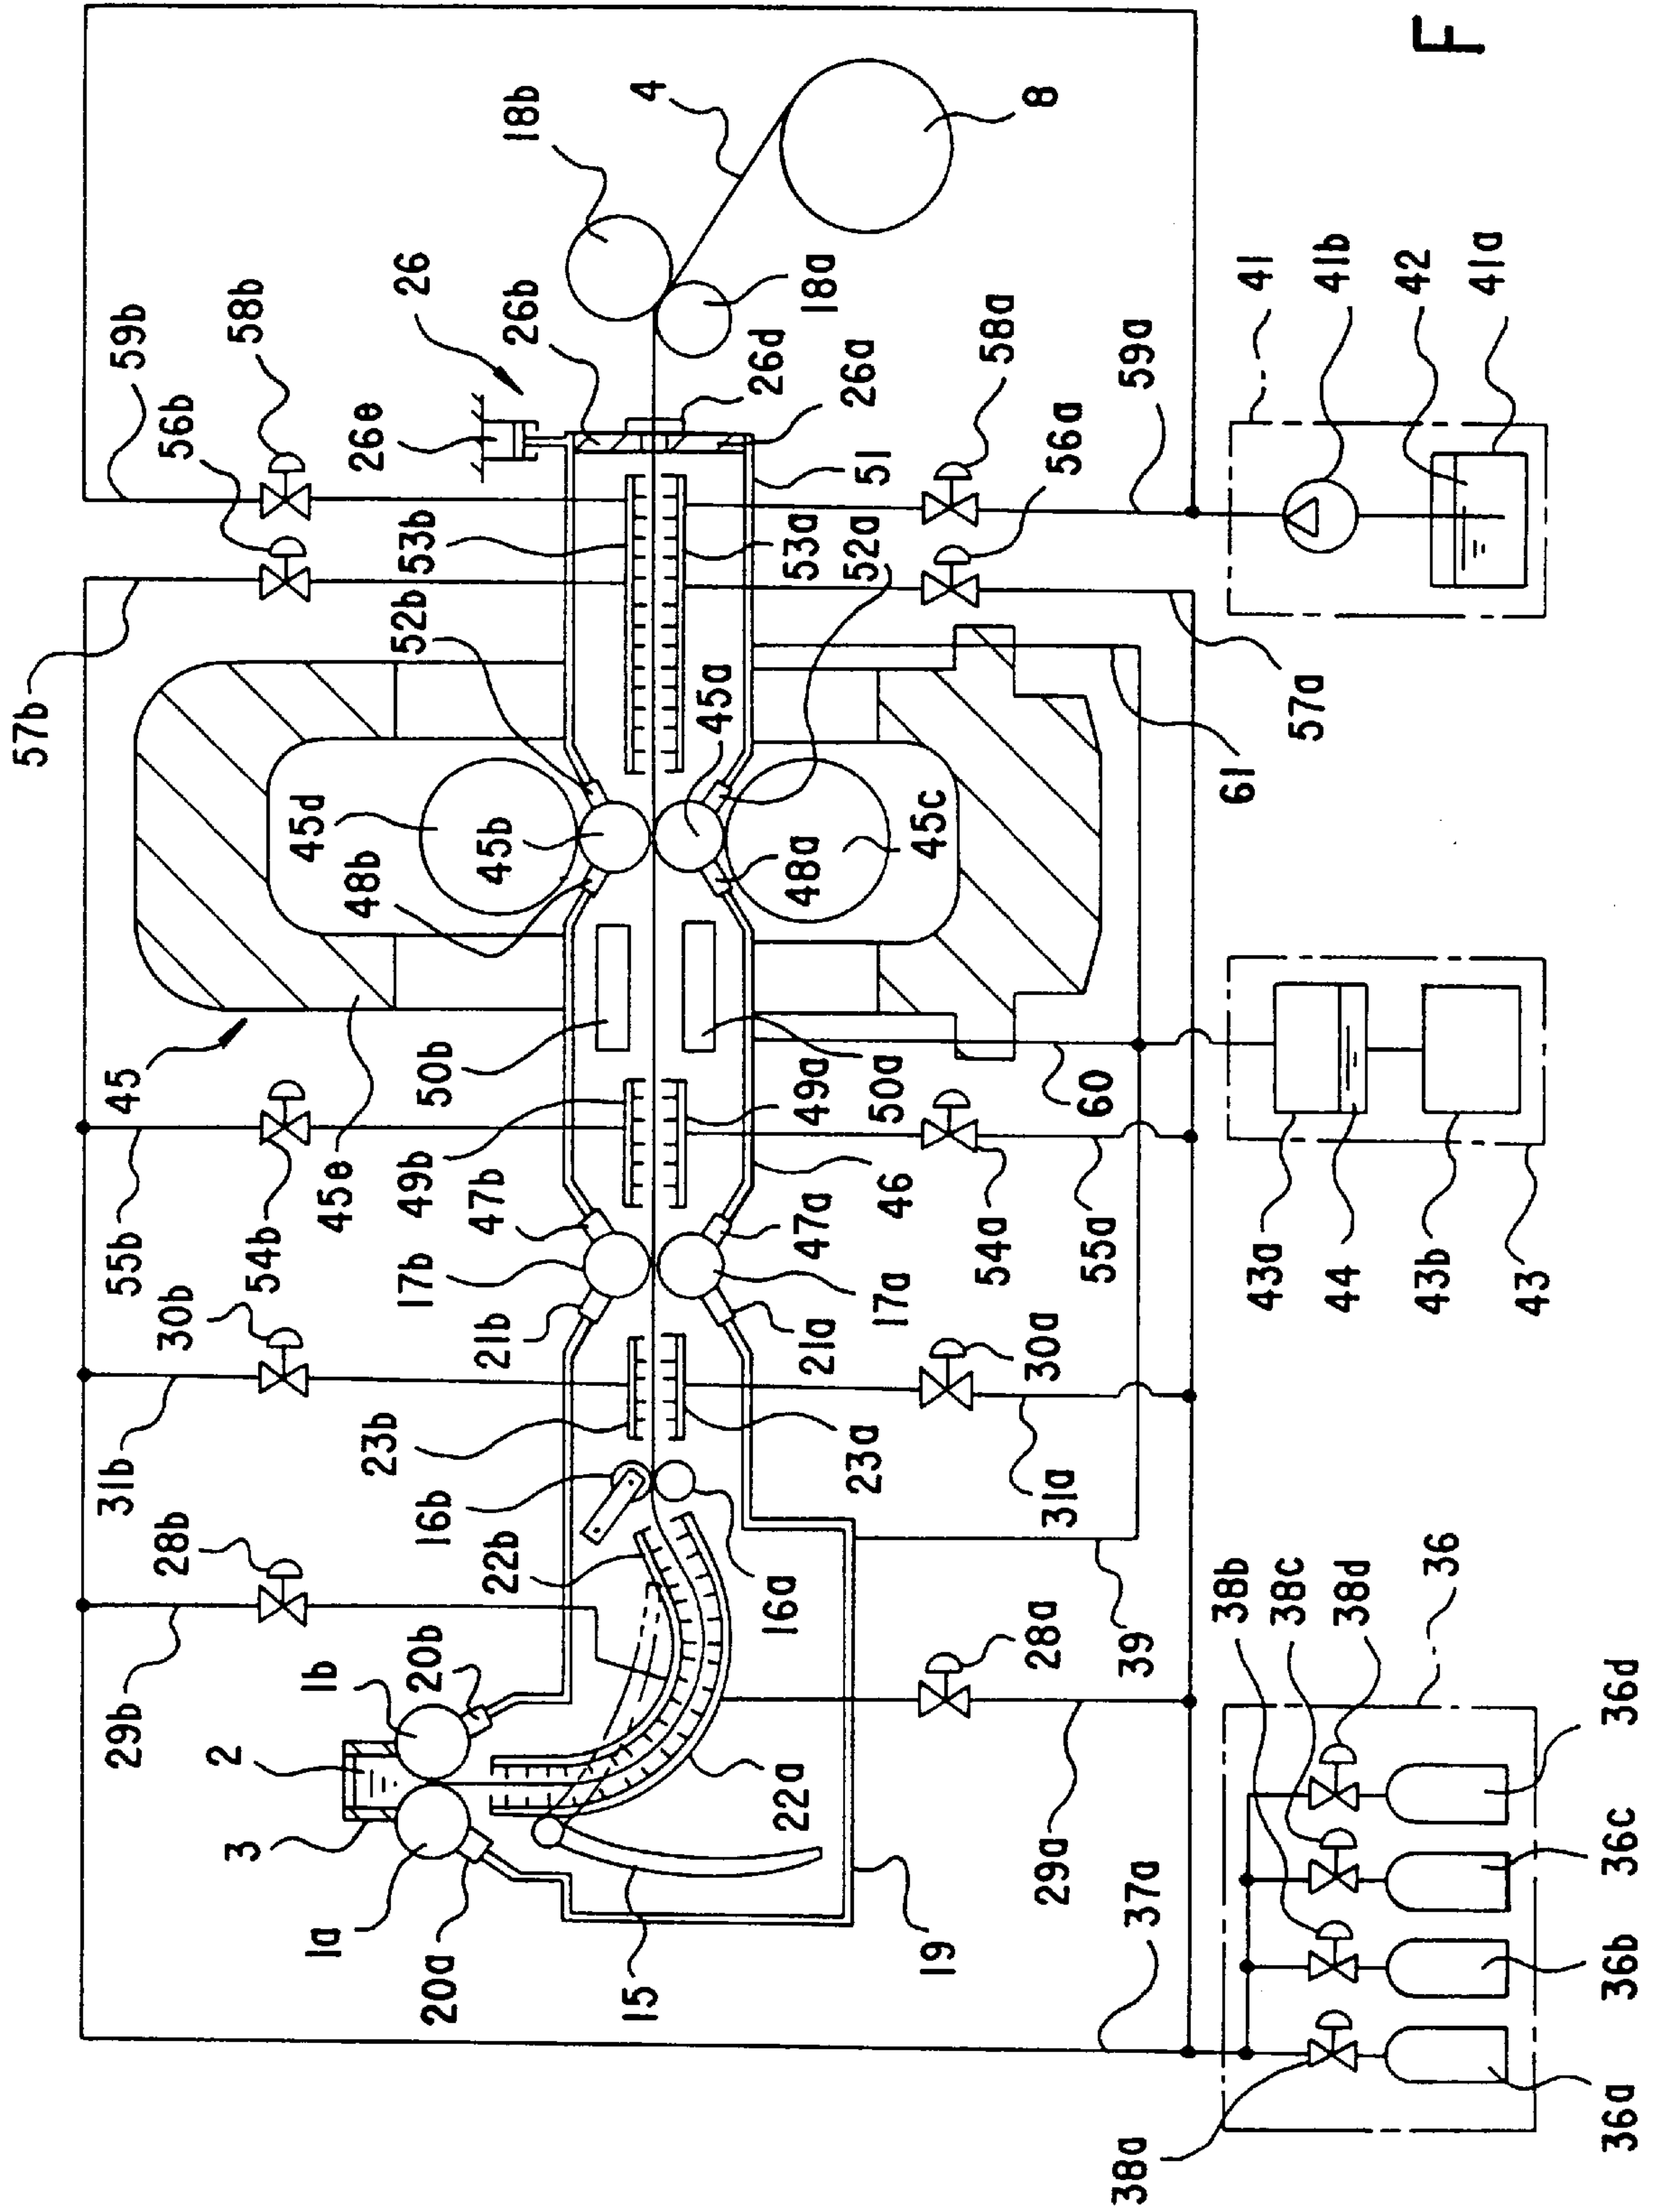 F
4
18b
8
26
26b
18a
59b
58b
56b
26e
26d
26a
58a
59a
51
56a
41
41b
42
41a
53b
53a
52a
52b
57b
57a
61
45a
45d
45b
48b
48a
45c
45
50b
50a
60
55b
54b
45e
49b
49a
47b
46
47a
54a
55a
43a
44
43b
43
30b
17b
17a
21b
21a
30a
31b
23b
23a
31a
28b
16b
22b
16a
28a
39
38b
38c
38d
36
29b
1b
20b
2
3
22a
1a
20a
15
19
29a
37a
38a
36d
36c
36b
36a